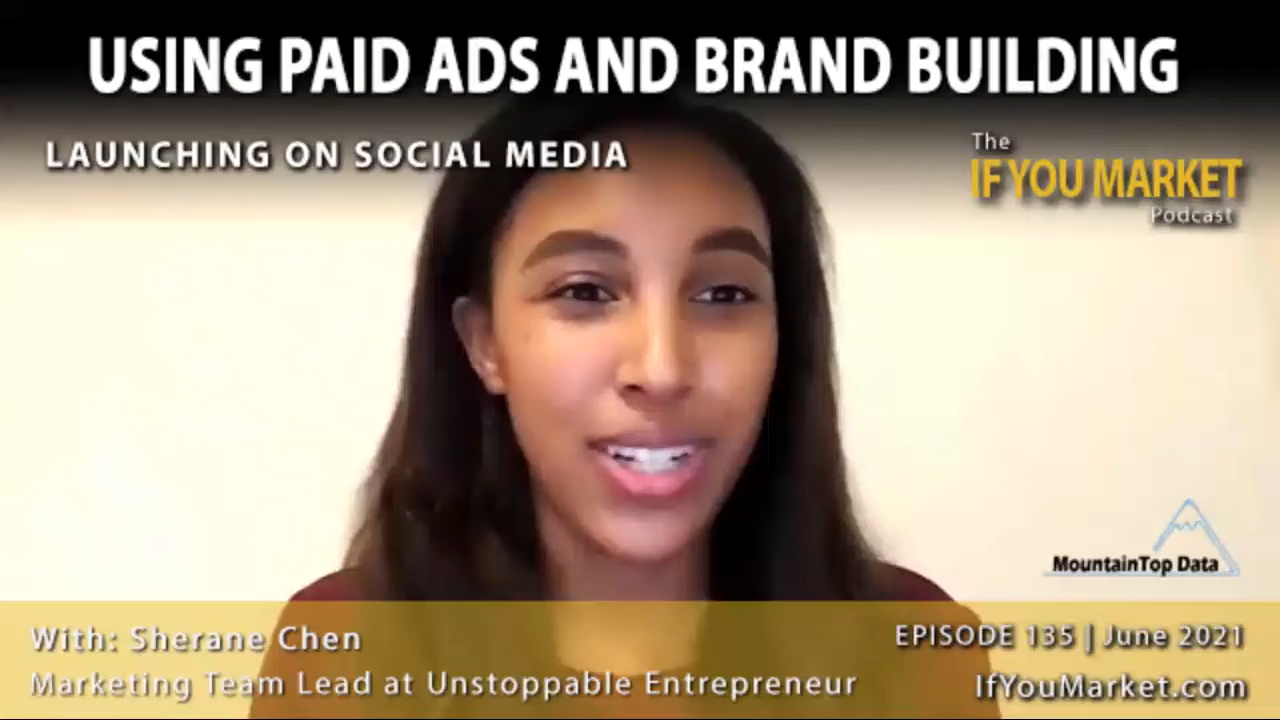 USING PAID ADS AND BRAND BUILDING
LAUNCHING ON SOCIAL MEDIA
The
IF YOU MARKET
Podcast
MountainTop Data
With: Sherane Chen
Marketing Team Lead at Unstoppable Entrepreneur
EPISODE 135 | June 2021
IfYouMarket.com